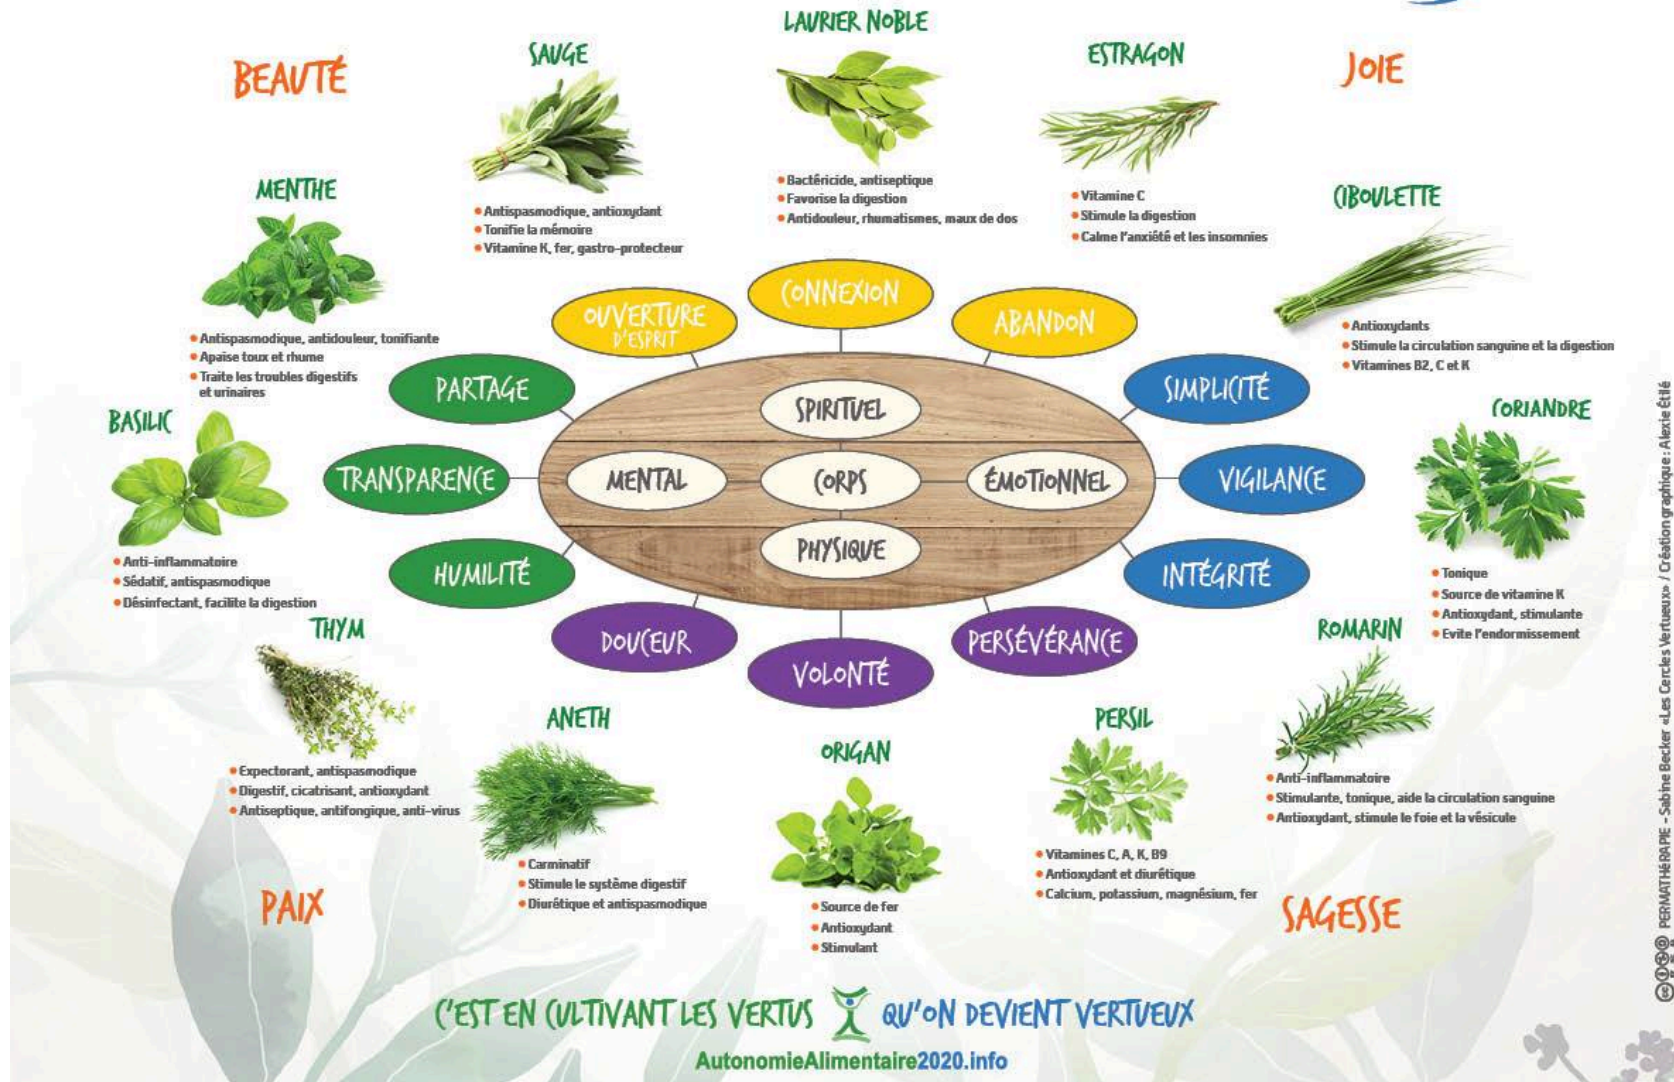 LAURIER NOBLE
SAUGE
ESTRAGON
BEAUTÉ
JOIE
• Bactéricide, antiseptique
• Favorise la digestion
• Antidouleur, rhumatismes, maux de dos
• Antispasmodique, antioxydant
• Tonifie la mémoire
• Vitamine K, fer, gastro-protecteur
• Vitamine C
• Stimule la digestion
• Calme l'anxiété et les insomnies
MENTHE
• Antispasmodique, antidouleur, tonifiante
• Apaise toux et rhume
• Traite les troubles digestifs
et urinaires
CIBOULETTE
• Antioxydants
• Stimule la circulation sanguine et la digestion
• Vitamines B2, C et K
CONNEXION
OUVERTURE
D'ESPRIT
ABANDON
PARTAGE
SIMPLICITÉ
SPIRITUEL
TRANSPARENCE
MENTAL
CORPS
ÉMOTIONNEL
VIGILANCE
PHYSIQUE
HUMILITÉ
INTÉGRITÉ
DOUCEUR
VOLONTÉ
PERSÉVÉRANCE
BASILIC
• Anti-inflammatoire
• Sédatif, antispasmodique
• Désinfectant, facilite la digestion
CORIANDRE
• Tonique
• Source de vitamine K
• Antioxydant, stimulante
• Evite l'endormissement
THYM
• Expectorant, antispasmodique
• Digestif, cicatrisant, antioxydant
• Antiseptique, antifongique, anti-virus
ROMARIN
• Anti-inflammatoire
• Stimulante, tonique, aide la circulation sanguine
• Antioxydant, stimule le foie et la vésicule
ANETH
• Carminatif
• Stimule le système digestif
• Diurétique et antispasmodique
ORIGAN
• Source de fer
• Antioxydant
• Stimulant
PERSIL
• Vitamines C, A, K, B9
• Antioxydant et diurétique
• Calcium, potassium, magnésium, fer
PAIX
SAGESSE
C'EST EN CULTIVANT LES VERTUS QU'ON DEVIENT VERTUEUX
AutonomieAlimentaire2020.info
PERMATHéRAPIE - Sabine Becker «Les Cercles Vertueux» / Création graphique : Alexie Étilé